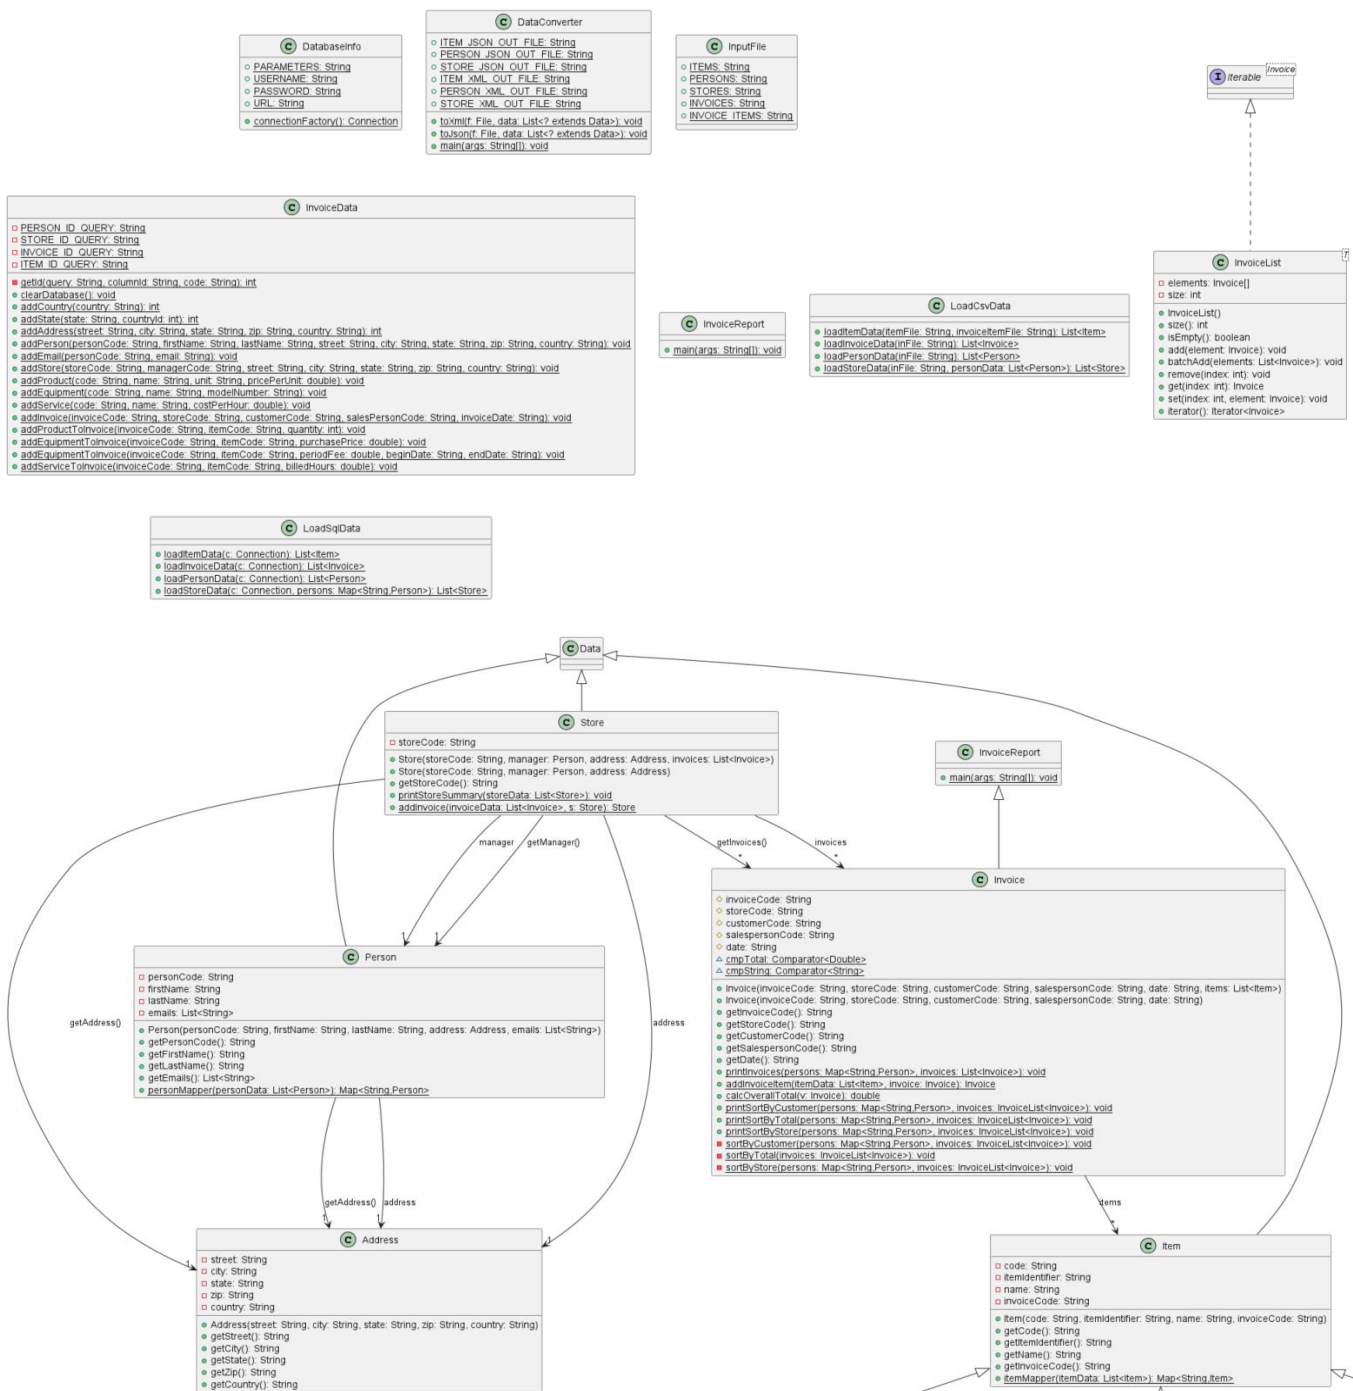 DatabaseInfo
PARAMETERS: String
USERNAME: String
PASSWORD: String
URL: String
connectionFactory(): Connection
DataConverter
ITEM_JSON_OUT_FILE: String
PERSON_JSON_OUT_FILE: String
STORE_JSON_OUT_FILE: String
ITEM_XML_OUT_FILE: String
PERSON_XML_OUT_FILE: String
STORE_XML_OUT_FILE: String
toXml(f: File, data: List<? extends Data>): void
toJson(f: File, data: List<? extends Data>): void
main(args: String[]): void
InputFile
ITEMS: String
PERSONS: String
STORES: String
INVOICES: String
INVOICE_ITEMS: String
Iterable
Invoice
InvoiceData
PERSON_ID_QUERY: String
STORE_ID_QUERY: String
INVOICE_ID_QUERY: String
ITEM_ID_QUERY: String
getId(query: String, columnId: String, code: String): int
clearDatabase(): void
addCountry(country: String): int
addState(state: String, countryId: int): int
addAddress(street: String, city: String, state: String, zip: String, country: String): int
addPerson(personCode: String, firstName: String, lastName: String, street: String, city: String, state: String, zip: String, country: String): void
addEmail(personCode: String, email: String): void
addStore(storeCode: String, managerCode: String, street: String, city: String, state: String, zip: String, country: String): void
addProduct(code: String, name: String, unit: String, pricePerUnit: double): void
addEquipment(code: String, name: String, modelNumber: String): void
addService(code: String, name: String, costPerHour: double): void
addInvoice(invoiceCode: String, storeCode: String, customerCode: String, salesPersonCode: String, invoiceDate: String): void
addProductToInvoice(invoiceCode: String, itemCode: String, quantity: int): void
addEquipmentToInvoice(invoiceCode: String, itemCode: String, purchasePrice: double): void
addEquipmentToInvoice(invoiceCode: String, itemCode: String, periodFee: double, beginDate: String, endDate: String): void
addServiceToInvoice(invoiceCode: String, itemCode: String, billedHours: double): void
InvoiceReport
main(args: String[]): void
LoadCsvData
loadItemData(itemFile: String, invoiceItemFile: String): List<Item>
loadInvoiceData(inFile: String): List<Invoice>
loadPersonData(inFile: String): List<Person>
loadStoreData(inFile: String, personData: List<Person>): List<Store>
InvoiceList
T
elements: Invoice[]
size: int
InvoiceList()
size(): int
isEmpty(): boolean
add(element: Invoice): void
batchAdd(elements: List<Invoice>): void
remove(index: int): void
get(index: int): Invoice
set(index: int, element: Invoice): void
iterator(): Iterator<Invoice>
LoadSqlData
loadItemData(c: Connection): List<Item>
loadInvoiceData(c: Connection): List<Invoice>
loadPersonData(c: Connection): List<Person>
loadStoreData(c: Connection, persons: Map<String,Person>): List<Store>
Data
Store
storeCode: String
Store(storeCode: String, manager: Person, address: Address, invoices: List<Invoice>)
Store(storeCode: String, manager: Person, address: Address)
getStoreCode(): String
printStoreSummary(storeData: List<Store>): void
addInvoice(invoiceData: List<Invoice>, s: Store): Store
InvoiceReport
main(args: String[]): void
manager
1
getManager()
1
getInvoices()
*
invoices
*
Invoice
invoiceCode: String
storeCode: String
customerCode: String
salespersonCode: String
date: String
cmpTotal: Comparator<Double>
cmpString: Comparator<String>
Invoice(invoiceCode: String, storeCode: String, customerCode: String, salespersonCode: String, date: String, items: List<Item>)
Invoice(invoiceCode: String, storeCode: String, customerCode: String, salespersonCode: String, date: String)
getInvoiceCode(): String
getStoreCode(): String
getCustomerCode(): String
getSalespersonCode(): String
getDate(): String
printInvoices(persons: Map<String,Person>, invoices: List<Invoice>): void
addInvoiceItem(itemData: List<Item>, invoice: Invoice): Invoice
calcOverallTotal(v: Invoice): double
printSortByCustomer(persons: Map<String,Person>, invoices: InvoiceList<Invoice>): void
printSortByTotal(persons: Map<String,Person>, invoices: InvoiceList<Invoice>): void
printSortByStore(persons: Map<String,Person>, invoices: InvoiceList<Invoice>): void
sortByCustomer(persons: Map<String,Person>, invoices: InvoiceList<Invoice>): void
sortByTotal(invoices: InvoiceList<Invoice>): void
sortByStore(persons: Map<String,Person>, invoices: InvoiceList<Invoice>): void
Person
personCode: String
firstName: String
lastName: String
emails: List<String>
Person(personCode: String, firstName: String, lastName: String, address: Address, emails: List<String>)
getPersonCode(): String
getFirstName(): String
getLastName(): String
getEmails(): List<String>
personMapper(personData: List<Person>): Map<String,Person>
getAddress()
1
address
1
getAddress()
1
address
1
items
*
Address
street: String
city: String
state: String
zip: String
country: String
Address(street: String, city: String, state: String, zip: String, country: String)
getStreet(): String
getCity(): String
getState(): String
getZip(): String
getCountry(): String
Item
code: String
itemIdentifier: String
name: String
invoiceCode: String
Item(code: String, itemIdentifier: String, name: String, invoiceCode: String)
getCode(): String
getItemIdentifier(): String
getName(): String
getInvoiceCode(): String
itemMapper(itemData: List<Item>): Map<String,Item>